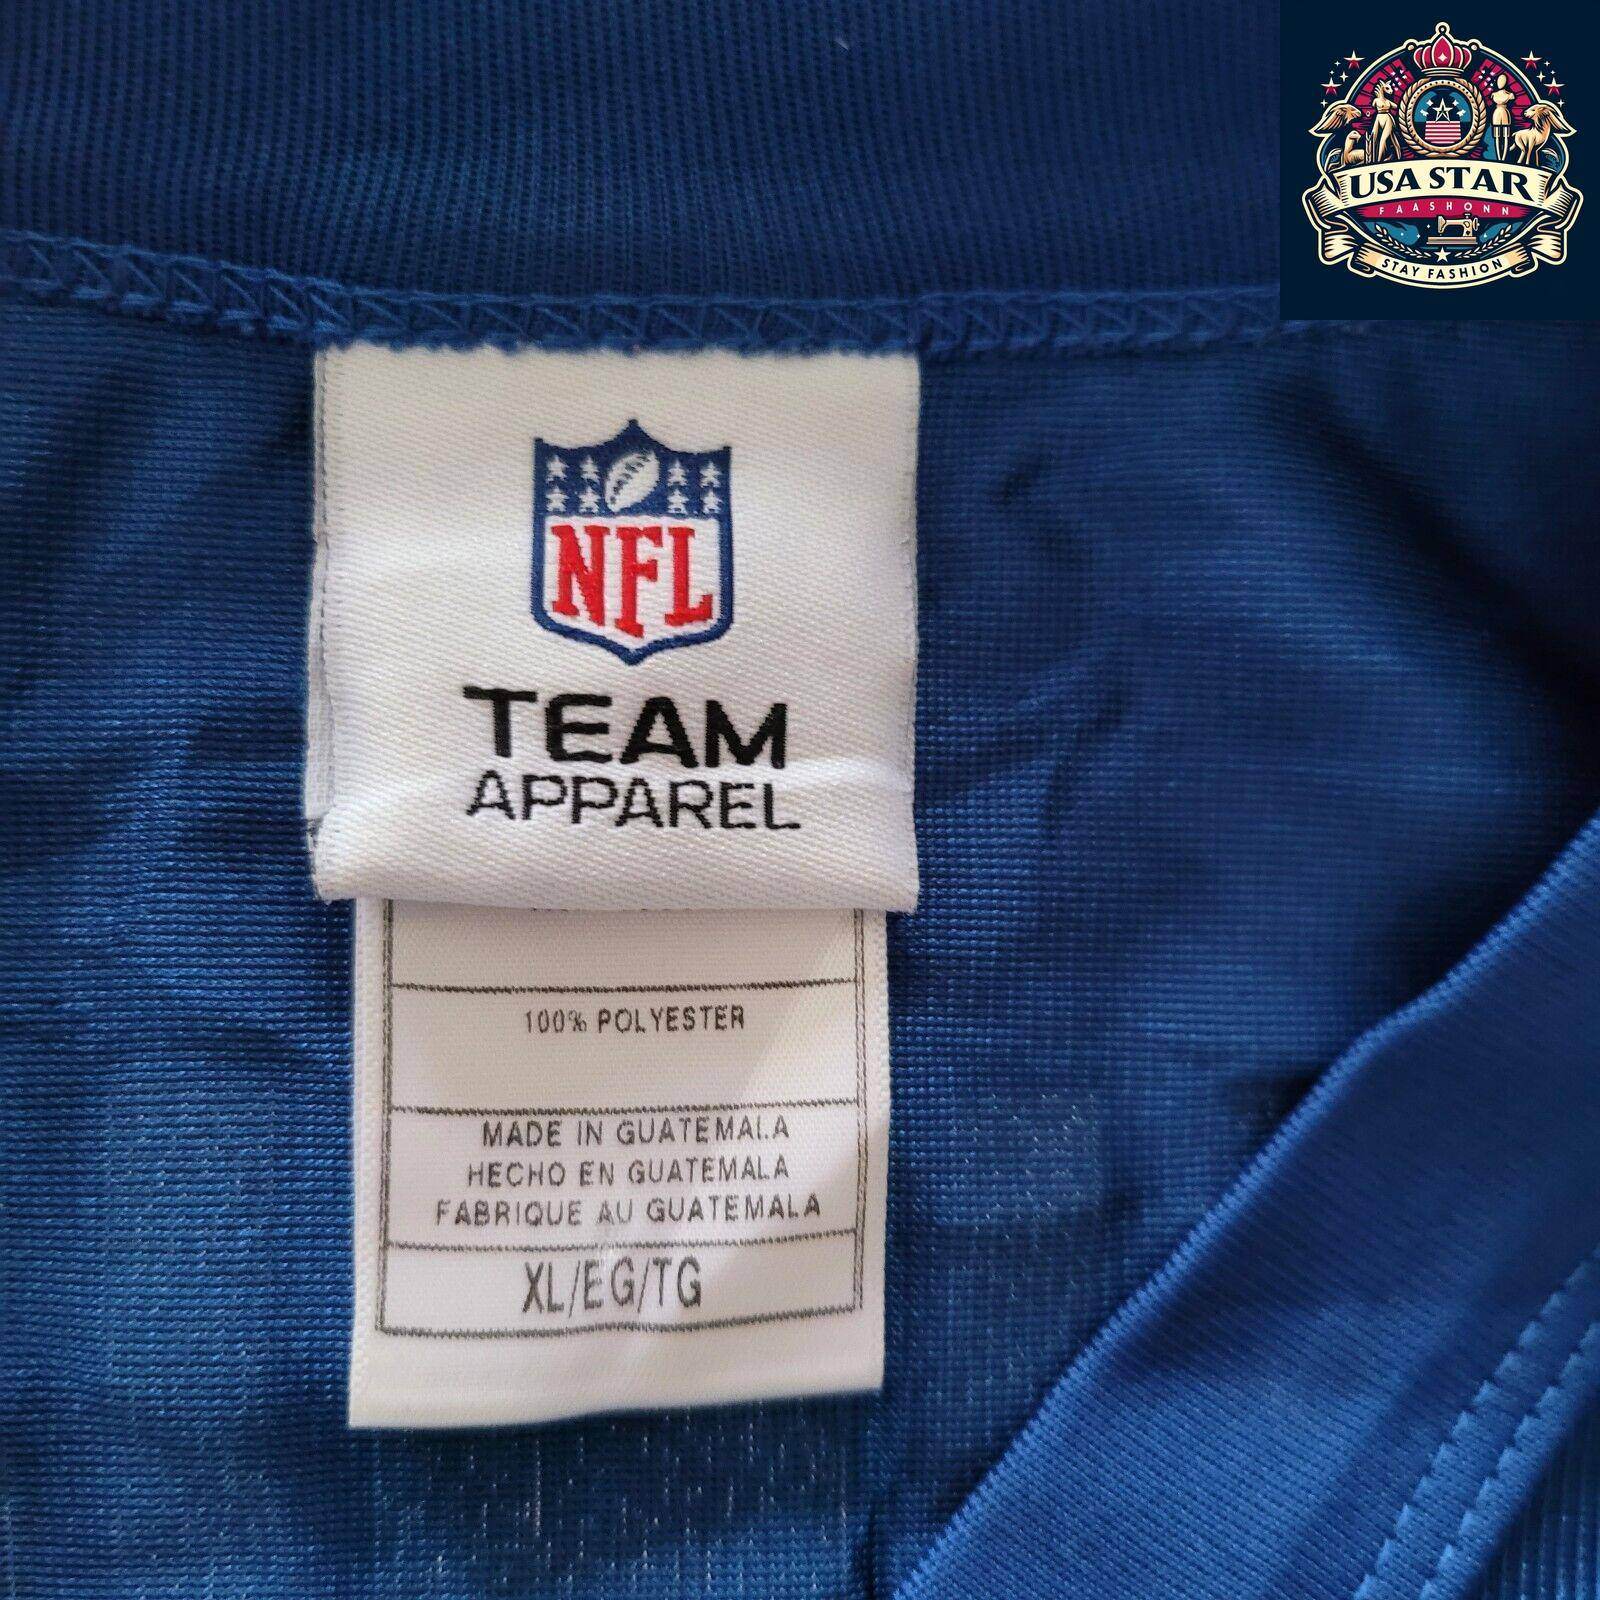 USA STAR
FAASHONN
STAY FASHION
NFL
TEAM
APPAREL
100% POLYESTER
MADE IN GUATEMALA
HECHO EN GUATEMALA
FABRIQUE AU GUATEMALA
XL/EG/TG